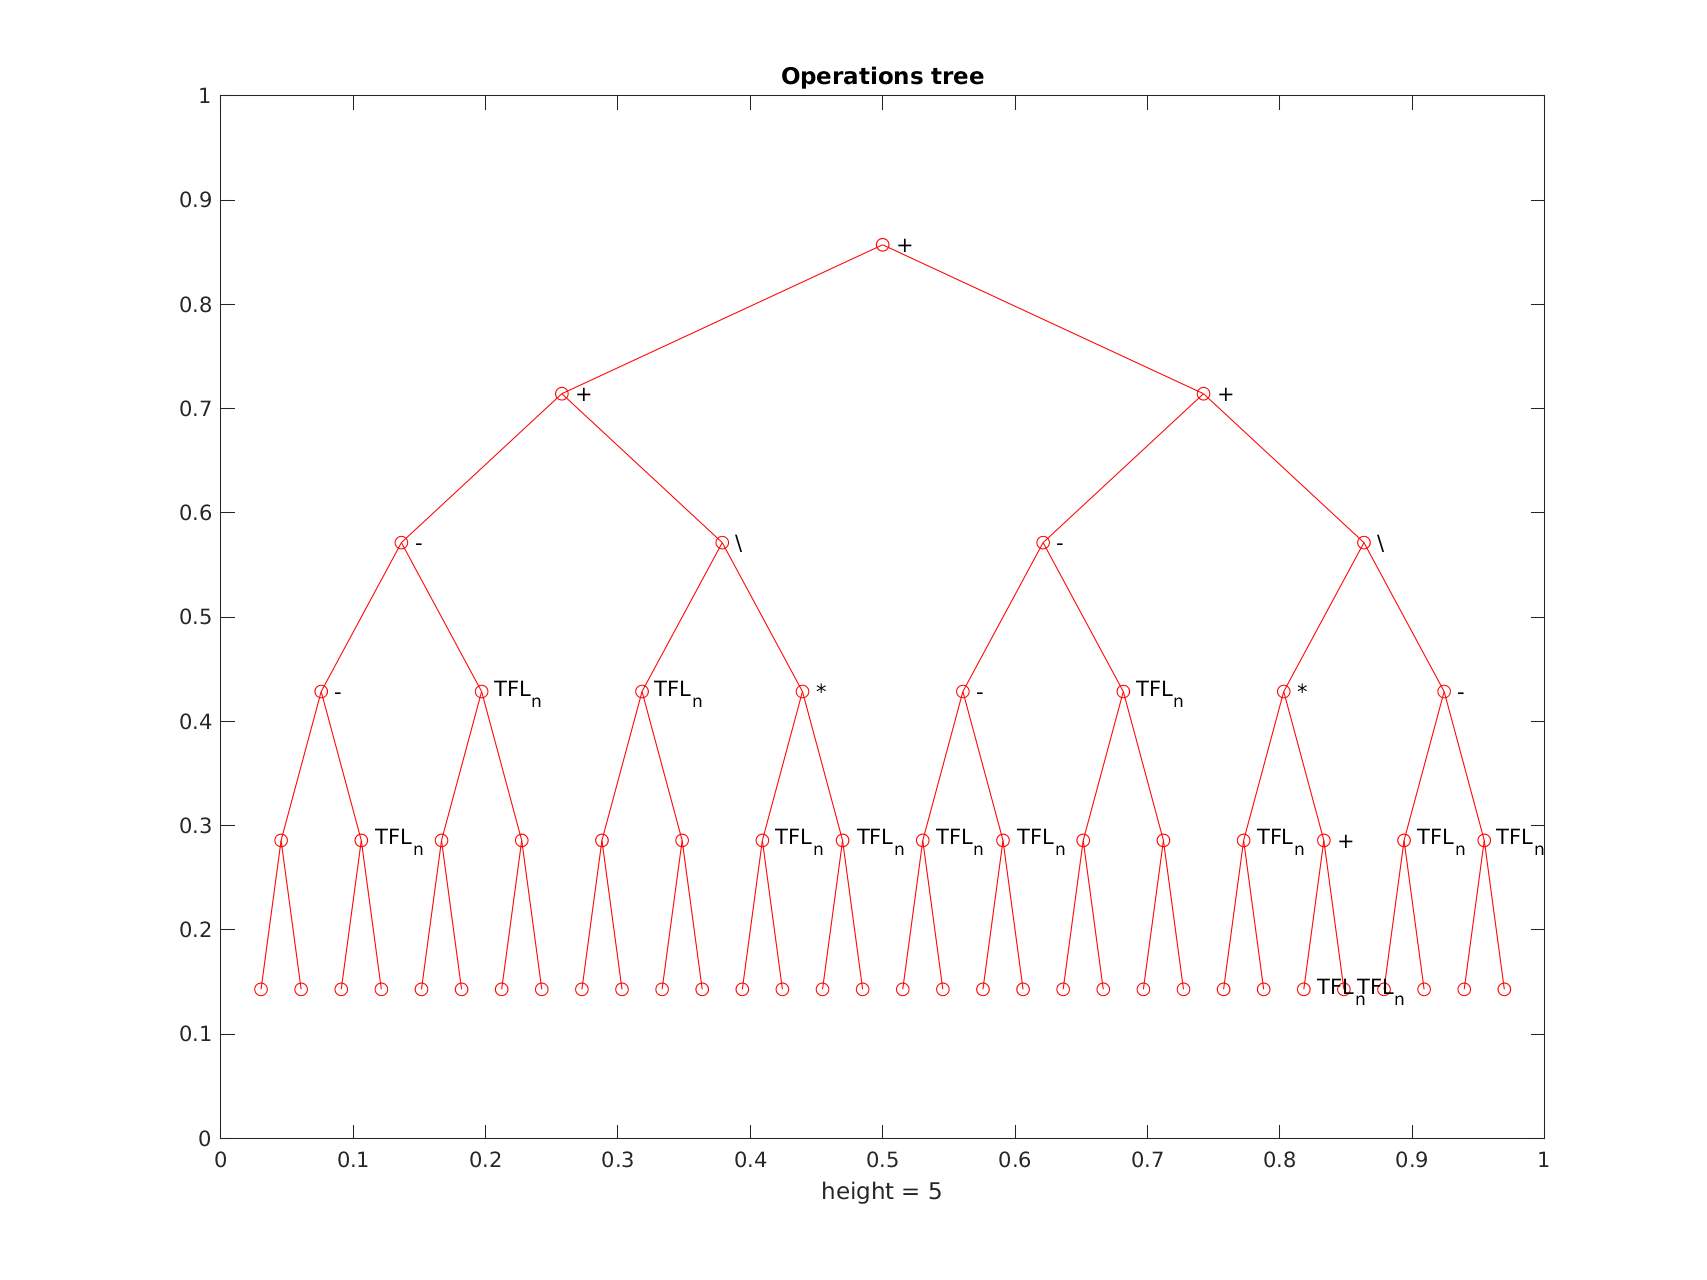 Operations tree
1
0.9
+
0.8
+ +
0.7
0.6
- \ - \
0.5
- TFLn TFLn * - TFLn * -
0.4
0.3
TFLn TFLn TFLn TFLn TFLn TFLn + TFLn TFLn
0.2
TFLn TFLn
0.1
0
0 0.1 0.2 0.3 0.4 0.5 0.6 0.7 0.8 0.9 1
height = 5